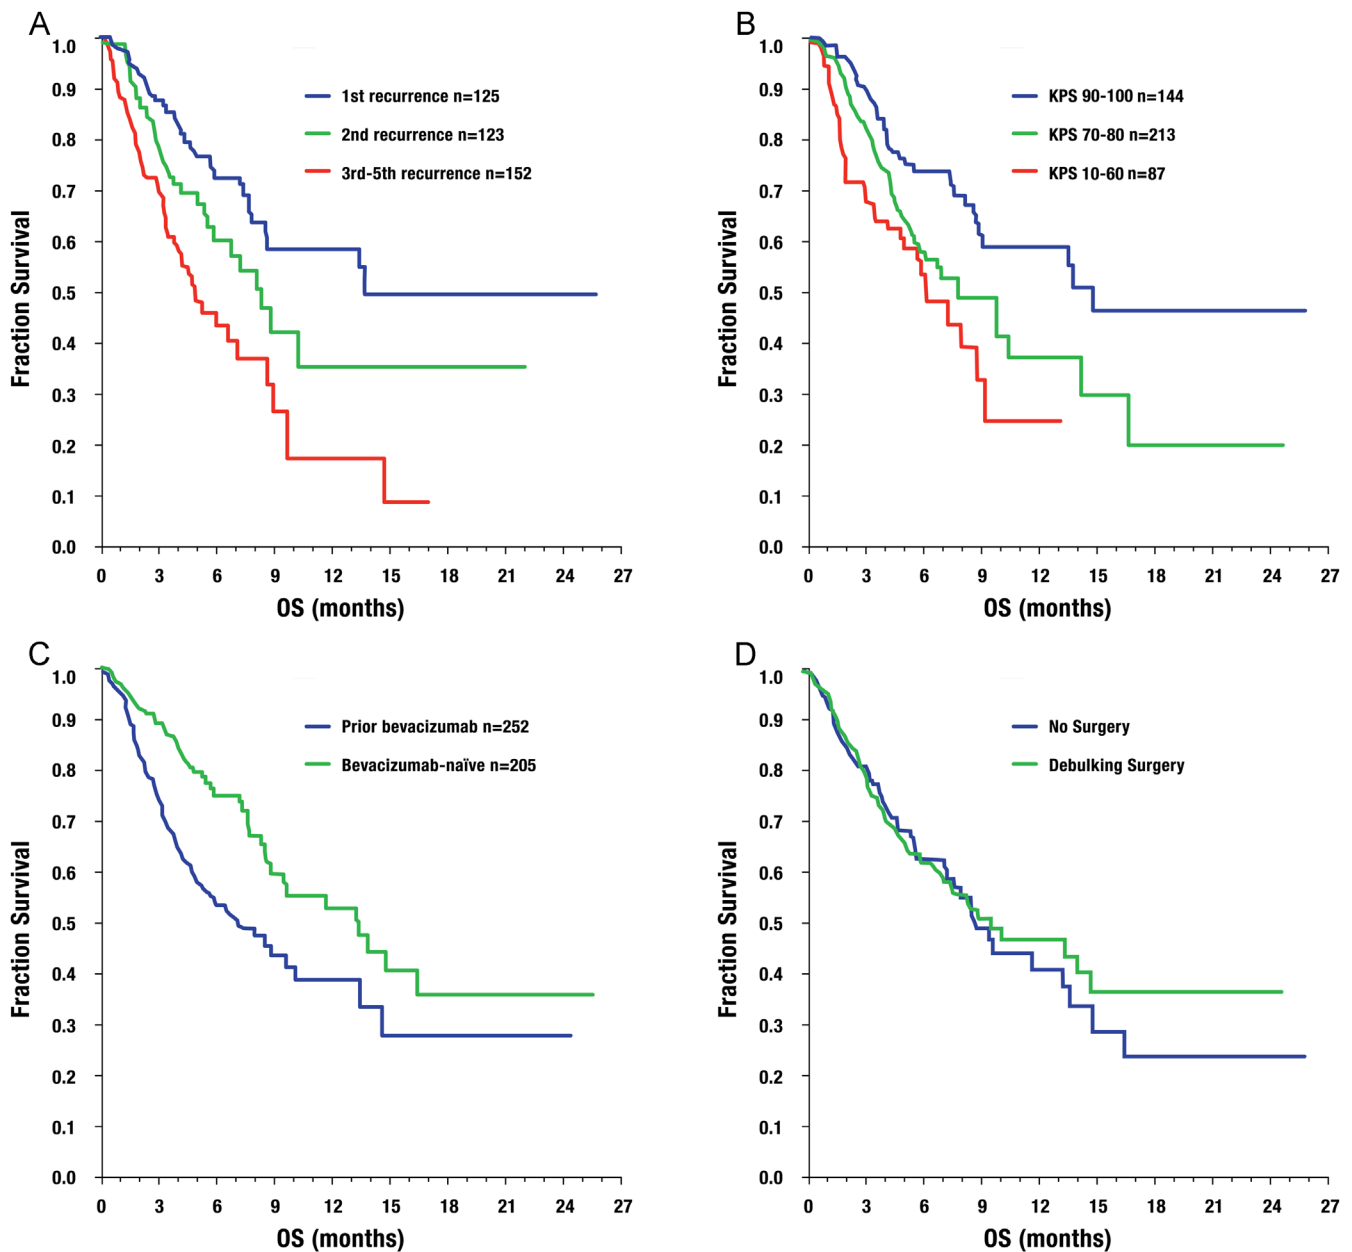 A
1.0
0.9
0.8
0.7
0.6
0.5
0.4
0.3
0.2
0.1
0.0
Fraction Survival
1st recurrence n=125
2nd recurrence n=123
3rd-5th recurrence n=152
0 3 6 9 12 15 18 21 24 27
OS (months)
B
1.0
0.9
0.8
0.7
0.6
0.5
0.4
0.3
0.2
0.1
0.0
Fraction Survival
KPS 90-100 n=144
KPS 70-80 n=213
KPS 10-60 n=87
0 3 6 9 12 15 18 21 24 27
OS (months)
C
1.0
0.9
0.8
0.7
0.6
0.5
0.4
0.3
0.2
0.1
0.0
Fraction Survival
Prior bevacizumab n=252
Bevacizumab-naïve n=205
0 3 6 9 12 15 18 21 24 27
OS (months)
D
1.0
0.9
0.8
0.7
0.6
0.5
0.4
0.3
0.2
0.1
0.0
Fraction Survival
No Surgery
Debulking Surgery
0 3 6 9 12 15 18 21 24 27
OS (months)